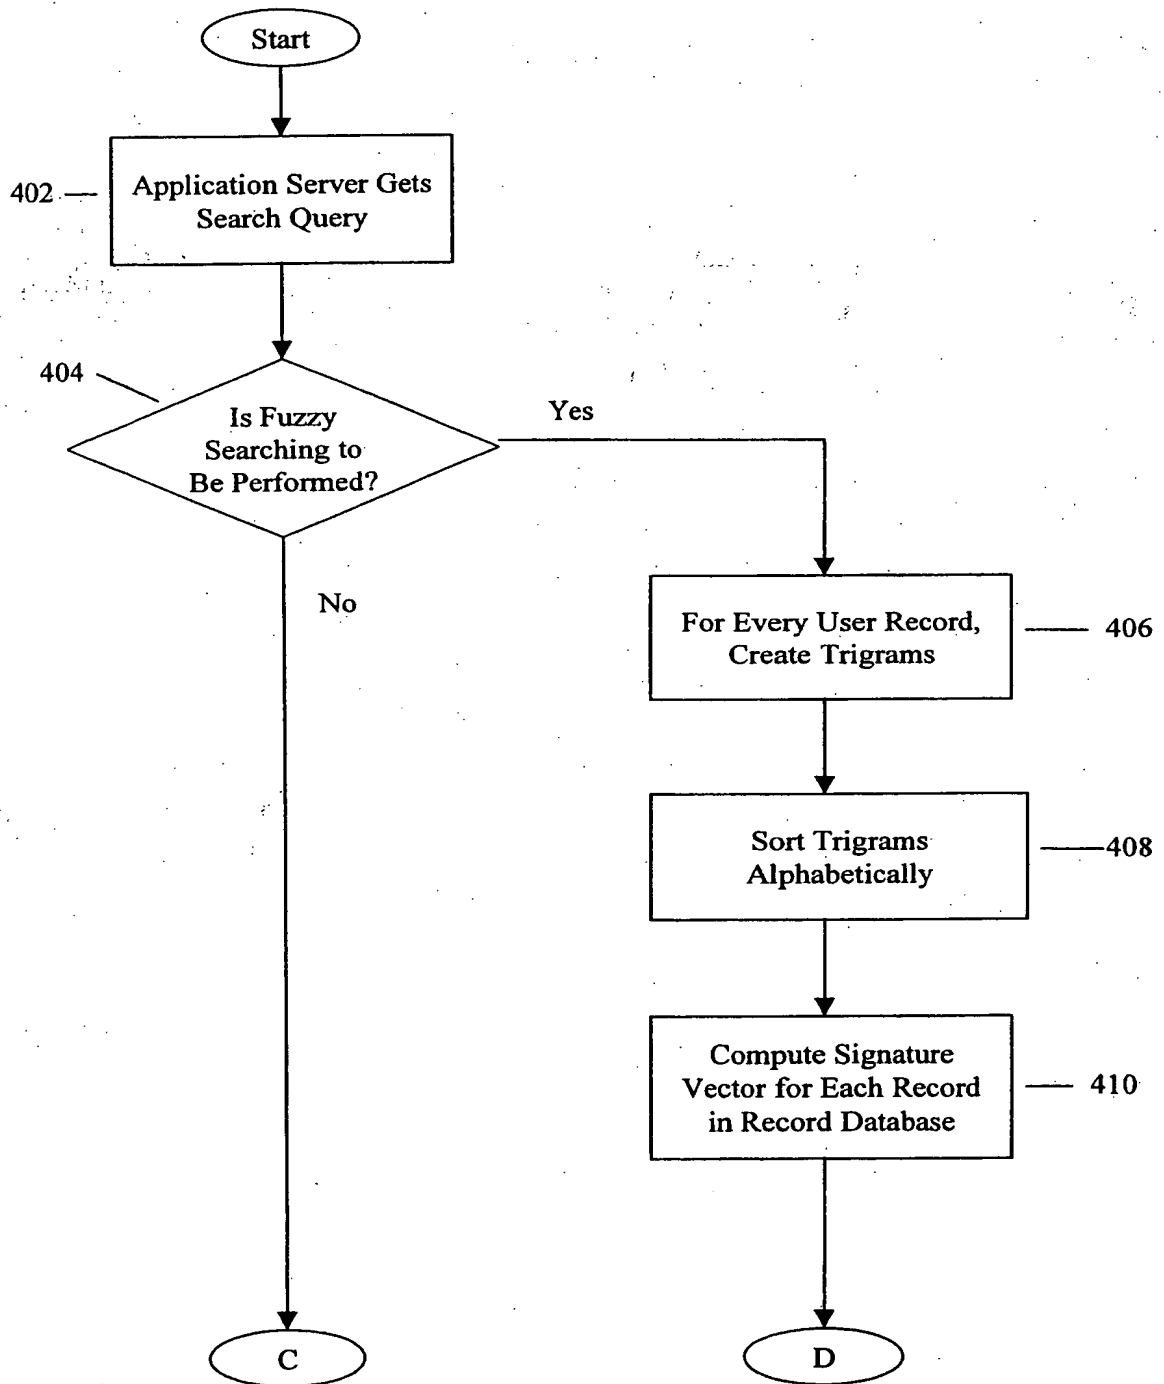 Start
402
Application Server Gets
Search Query
404
Is Fuzzy
Searching to
Be Performed?
Yes
No
For Every User Record,
Create Trigrams
406
Sort Trigrams
Alphabetically
408
Compute Signature
Vector for Each Record
in Record Database
410
C
D